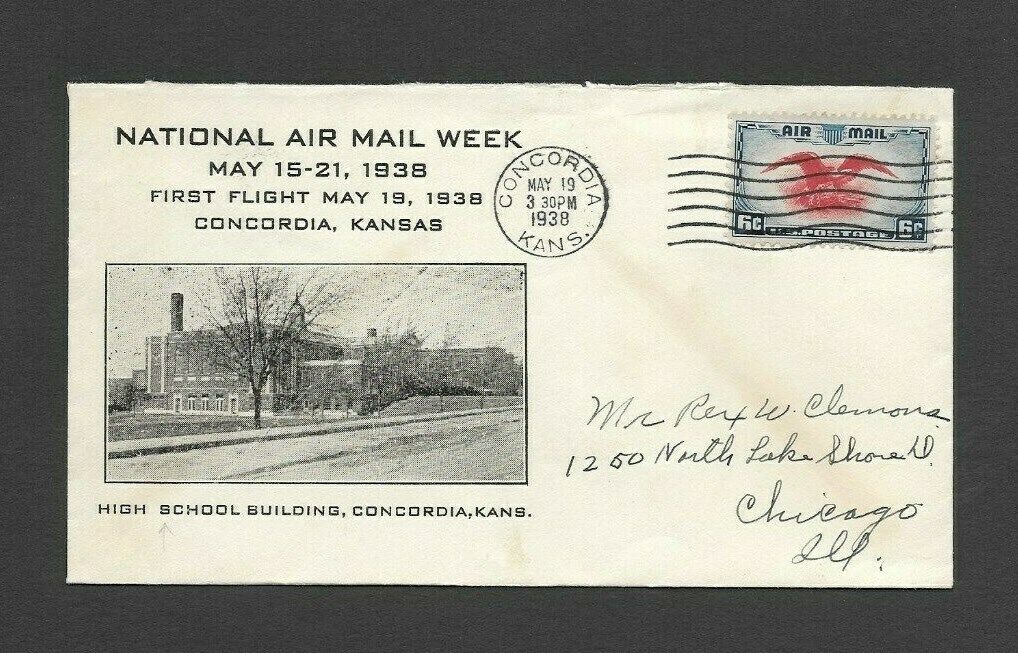 NATIONAL AIR MAIL WEEK
MAY 15-21, 1938
FIRST FLIGHT MAY 19, 1938
CONCORDIA, KANSAS
CONCORDIA
MAY 19
3 30PM
1938
KANS.
AIR MAIL
6¢ U.S. POSTAGE 6¢
HIGH SCHOOL BUILDING, CONCORDIA, KANS.
Mr Rex W. Clemons
1250 North Lake Shore D.
Chicago
Ill.